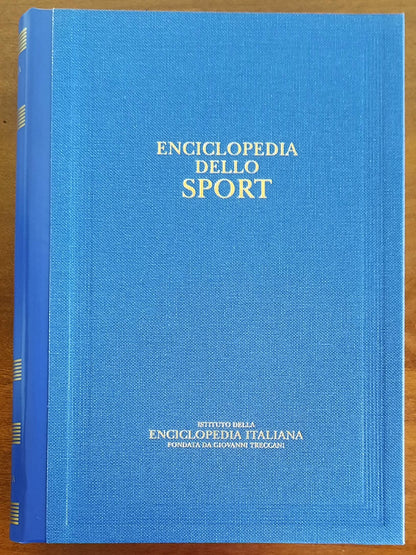 ENCICLOPEDIA
DELLO
SPORT
ISTITUTO DELLA
ENCICLOPEDIA ITALIANA
FONDATA DA GIOVANNI TRECCANI